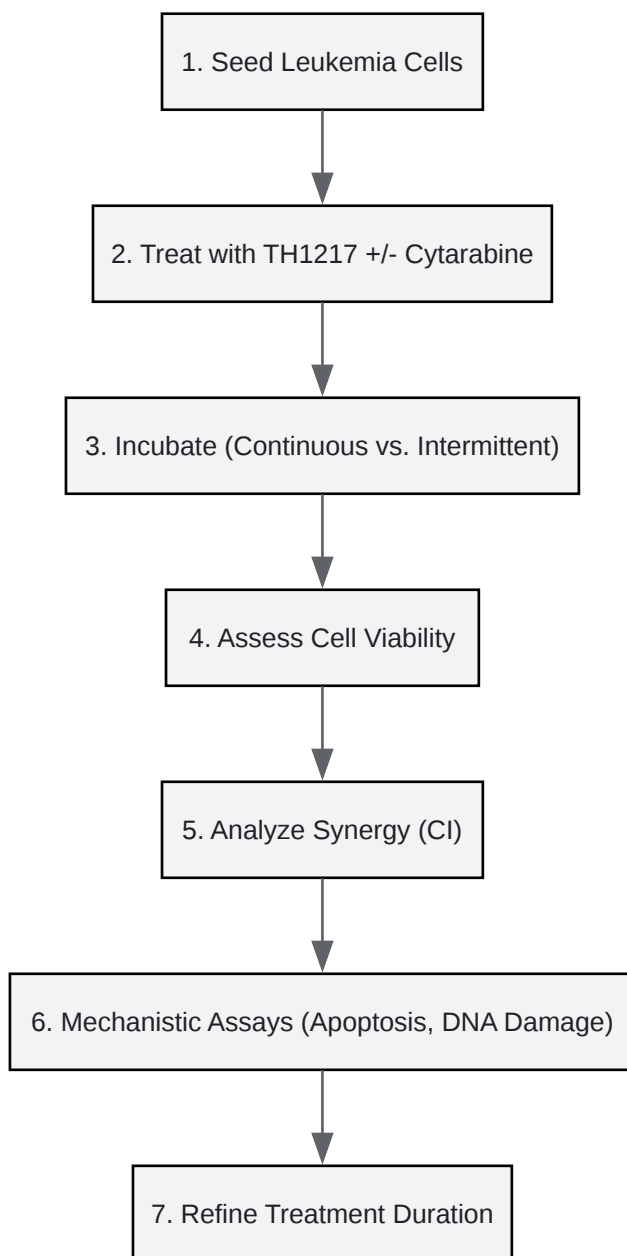 1. Seed Leukemia Cells
2. Treat with TH1217 +/- Cytarabine
3. Incubate (Continuous vs. Intermittent)
4. Assess Cell Viability
5. Analyze Synergy (CI)
6. Mechanistic Assays (Apoptosis, DNA Damage)
7. Refine Treatment Duration